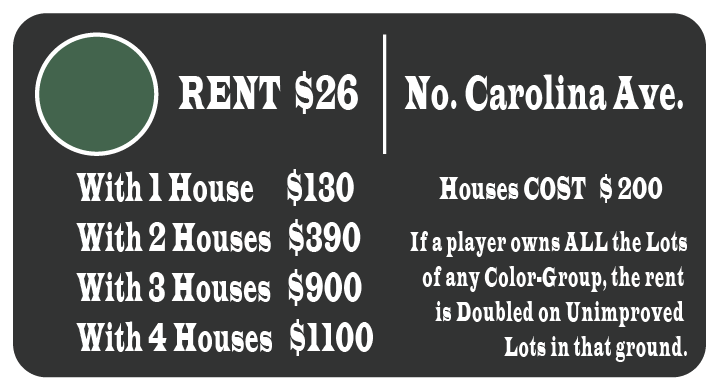 RENT $26
No. Carolina Ave.
With 1 House $130
With 2 Houses $390
With 3 Houses $900
With 4 Houses $1100
Houses COST $ 200
If a player owns ALL the Lots
of any Color-Group, the rent
is Doubled on Unimproved
Lots in that ground.